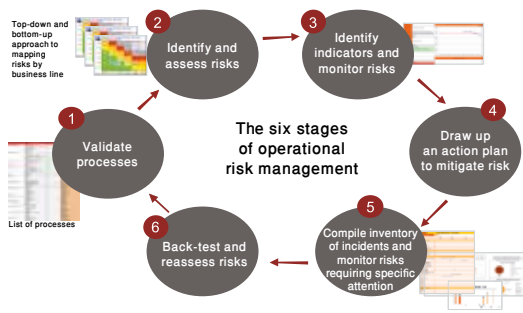 Top-down and
bottom-up
approach to
mapping
risks by
business line
2
Identify and
assess risks
3
Identify
indicators and
monitor risks
1
Validate
processes
List of processes
The six stages
of operational
risk management
4
Draw up
an action plan
to mitigate risk
6
Back-test and
reassess risks
5
Compile inventory
of incidents and
monitor risks
requiring specific
attention